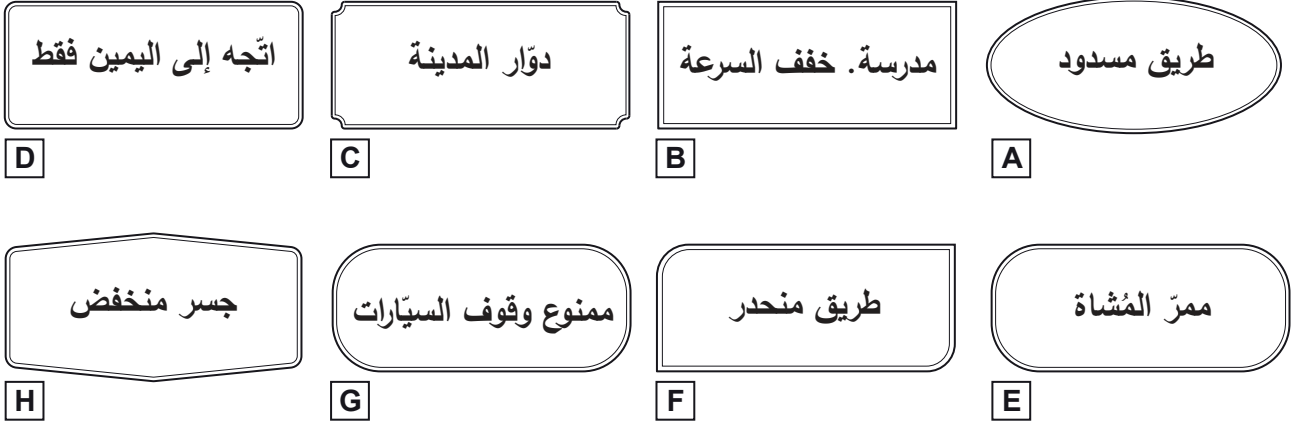 طريق مسدود
A
مدرسة. خفف السرعة
B
دوّار المدينة
C
اتّجه إلى اليمين فقط
D
ممرّ المُشاة
E
طريق منحدر
F
ممنوع وقوف السيّارات
G
جسر منخفض
H